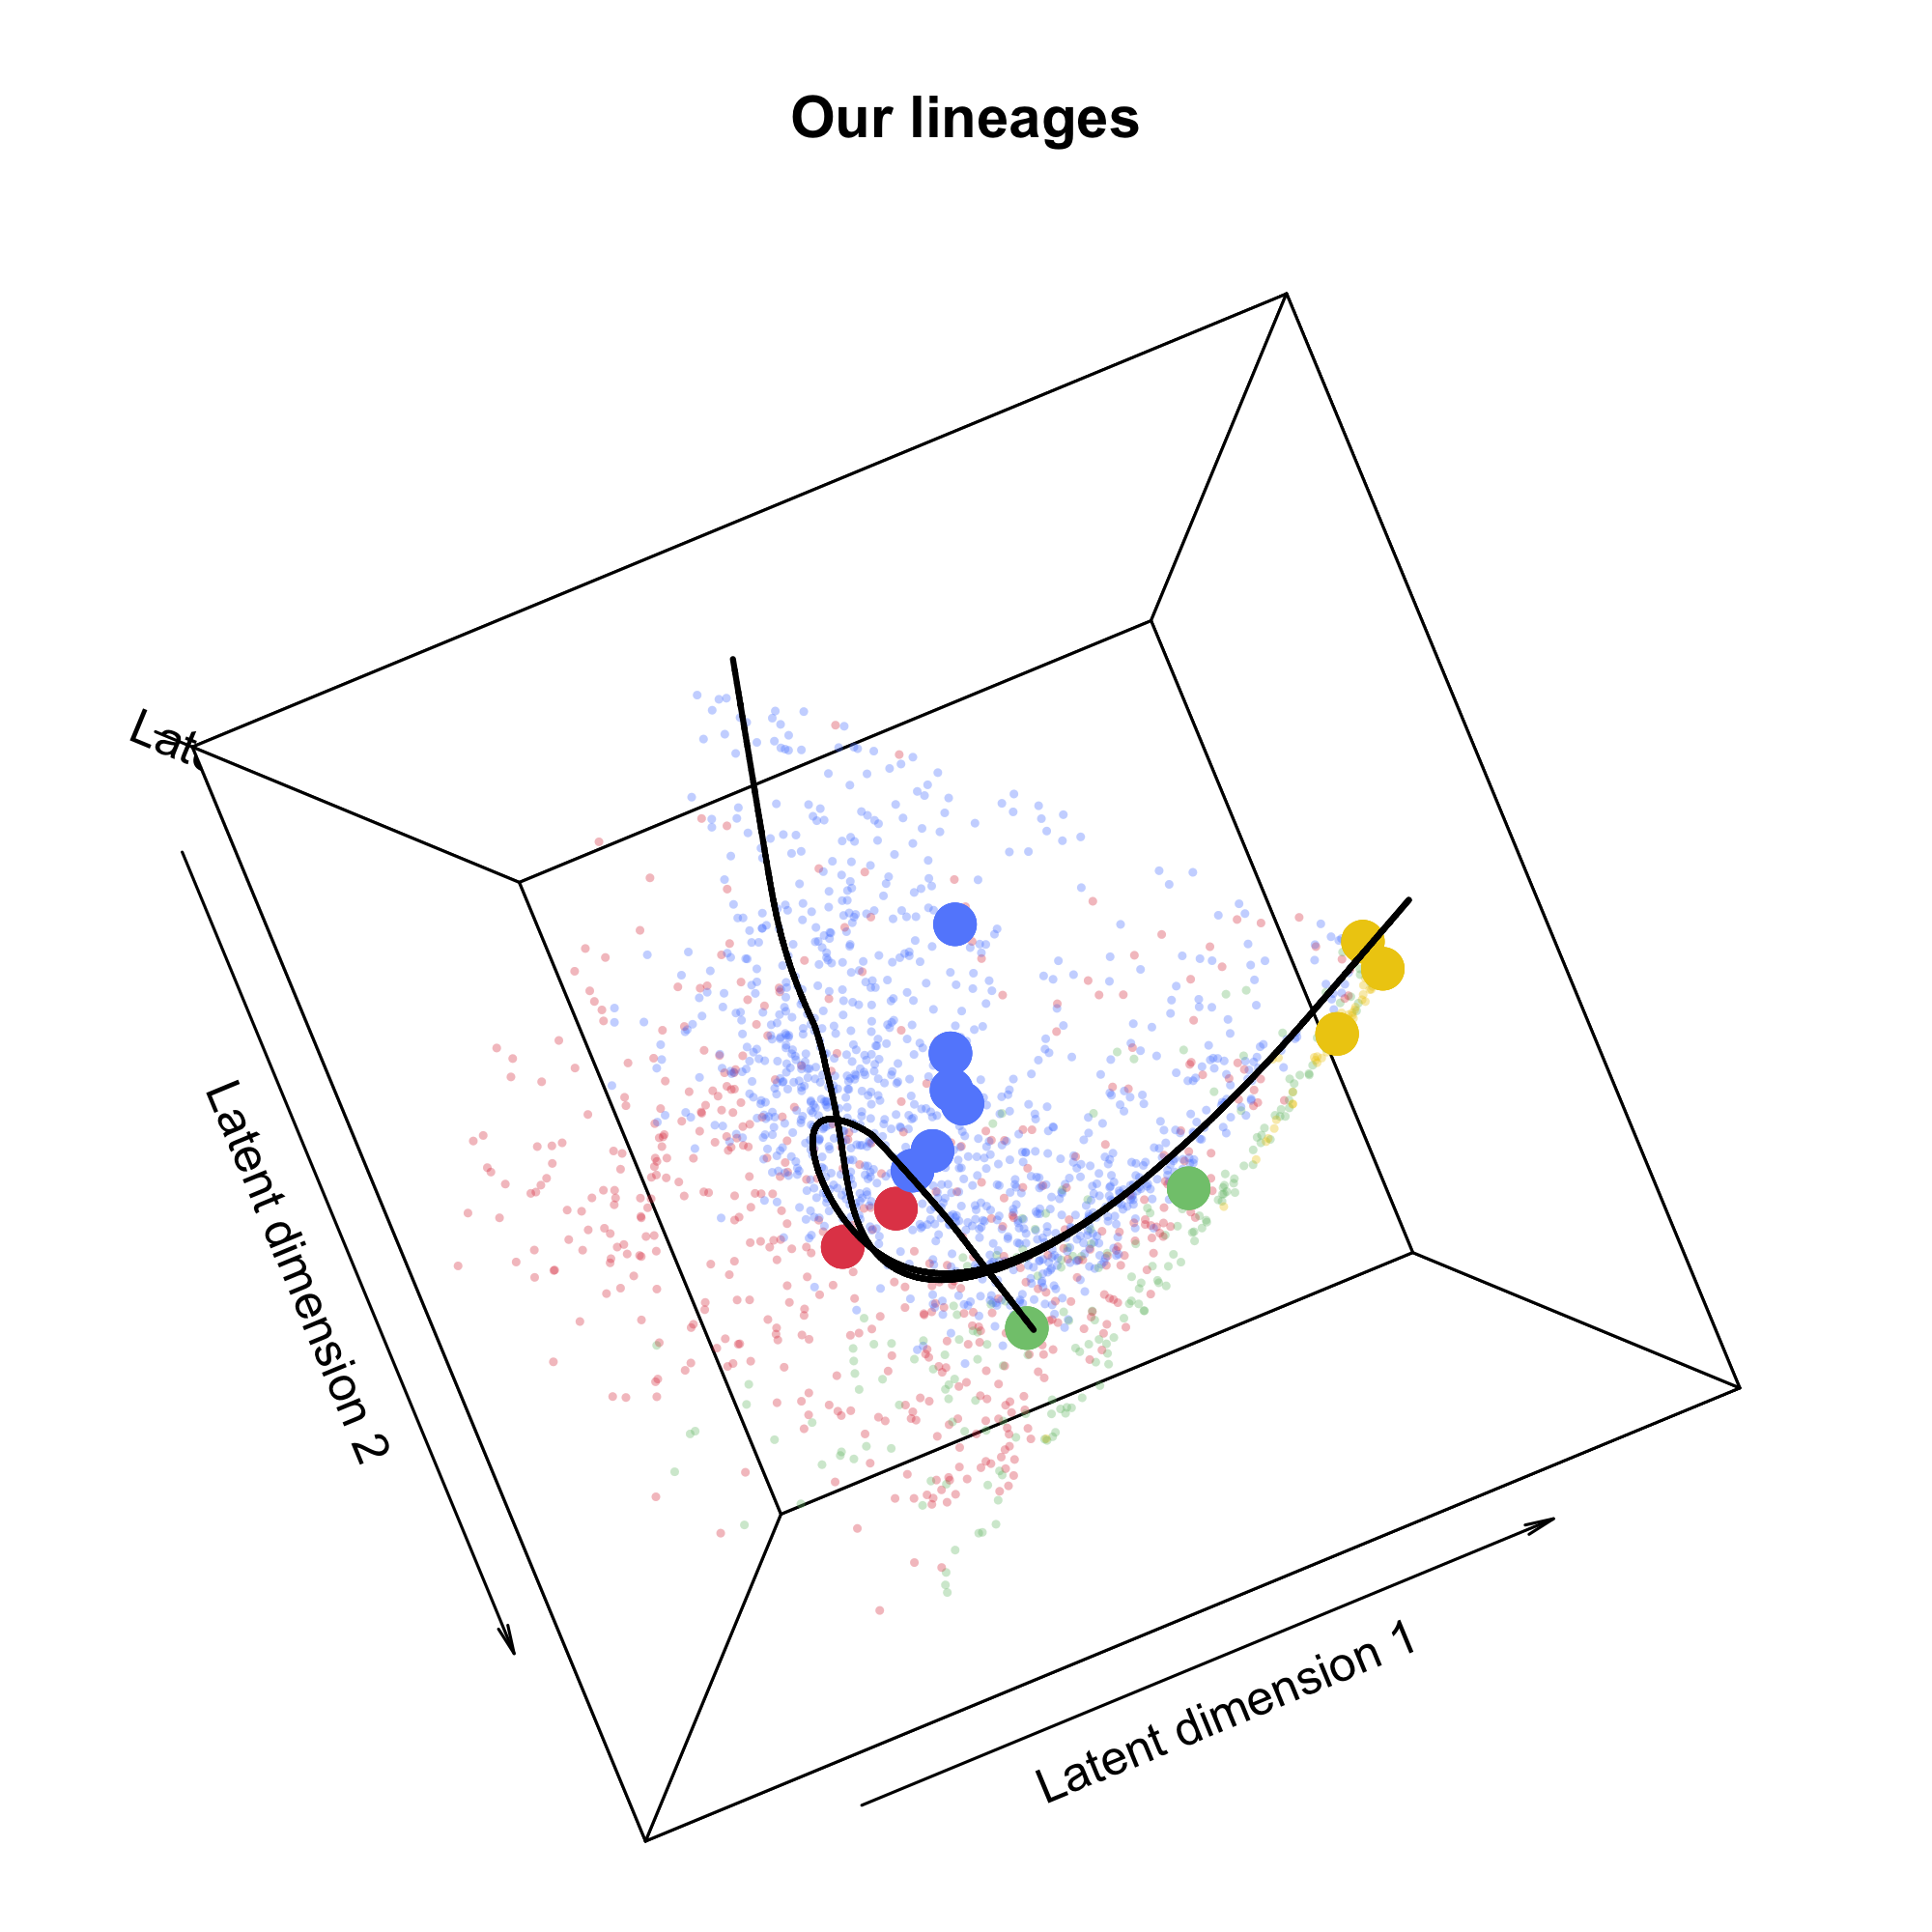 Our lineages
Lat
Latent dimension 2
Latent dimension 1